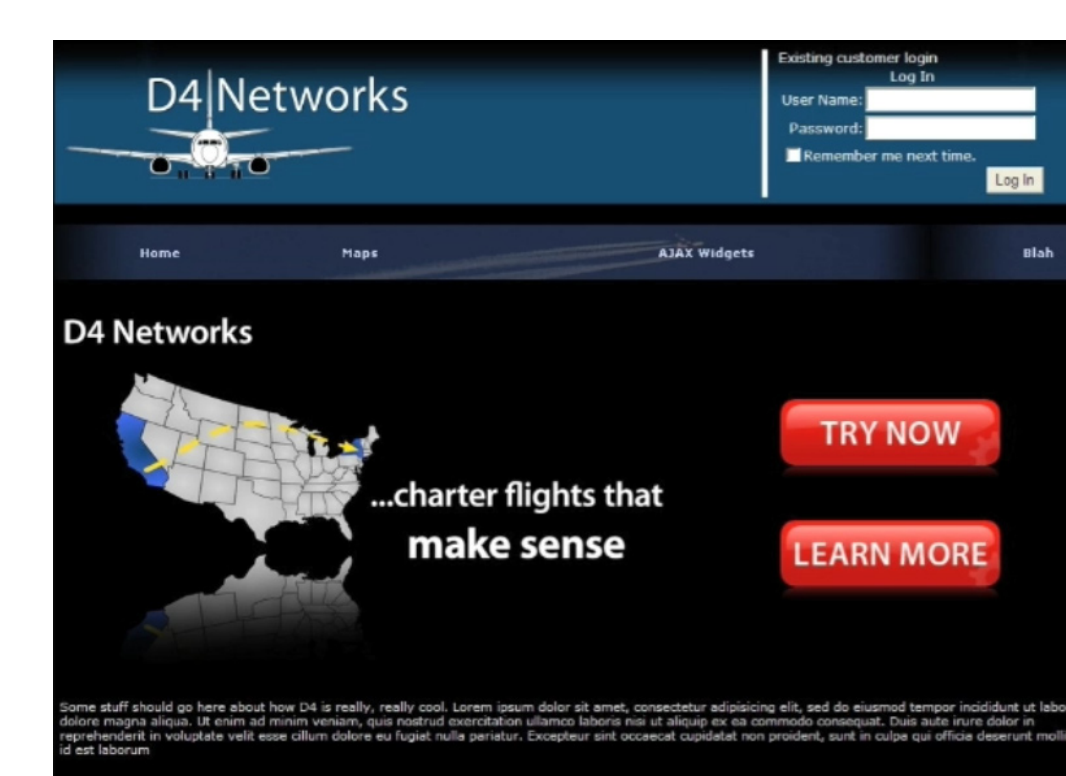 D4 Networks
Existing customer login
Log In
User Name:
Password:
Remember me next time.
Log In
Home
Maps
AJAX Widgets
Blah
D4 Networks
...charter flights that
make sense
TRY NOW
LEARN MORE
Some stuff should go here about how D4 is really, really cool. Lorem ipsum dolor sit amet, consectetur adipisicing elit, sed do eiusmod tempor incididunt ut labo
dolore magna aliqua. Ut enim ad minim veniam, quis nostrud exercitation ullamco laboris nisi ut aliquip ex ea commodo consequat. Duis aute irure dolor in
reprehenderit in voluptate velit esse cillum dolore eu fugiat nulla pariatur. Excepteur sint occaecat cupidatat non proident, sunt in culpa qui officia deserunt molli
id est laborum